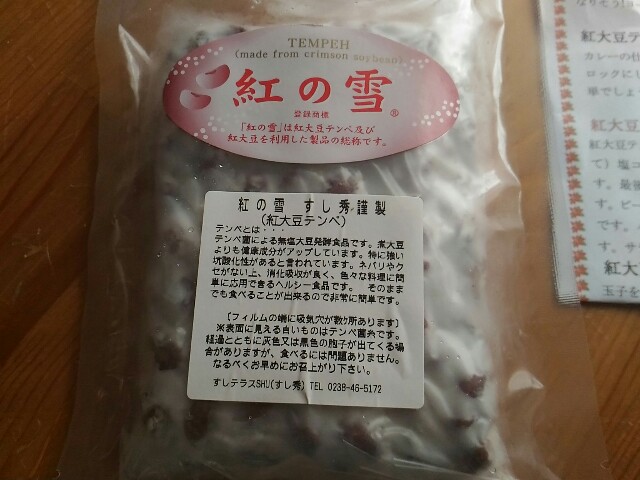 TEMPEH
(made from crimson soybean)
紅の雪®
登録商標
「紅の雪」は紅大豆テンペ及び
紅大豆を利用した製品の総称です。
紅の雪 すし秀謹製
(紅大豆テンペ)
テンペとは・・・
テンペ菌による無塩大豆発酵食品です。煮大豆
よりも健康成分がアップしています。特に強い
坑酸化性があると言われています。ネバリやク
セがない上、消化吸収が良く、色々な料理に簡
単に応用できるヘルシー食品です。 そのまま
でも食べることが出来るので非常に簡単です。
〔フィルムの端に吸気穴が数ヶ所あります〕
※表面に見える白いものはテンペ菌糸です。
経過とともに灰色又は黒色の胞子が出てくる場
合がありますが、食べるには問題ありません。
なるべくお早めにお召上がり下さい。
すしテラスSHU(すし秀) TEL 0238-46-5172
なりそう!
紅大豆テ
カレーの仕
ロックに
単でしょ
紅大豆
紅大豆テ
て) 塩コ
す。最
す。ビー
す。
す。サ
紅大
玉子を